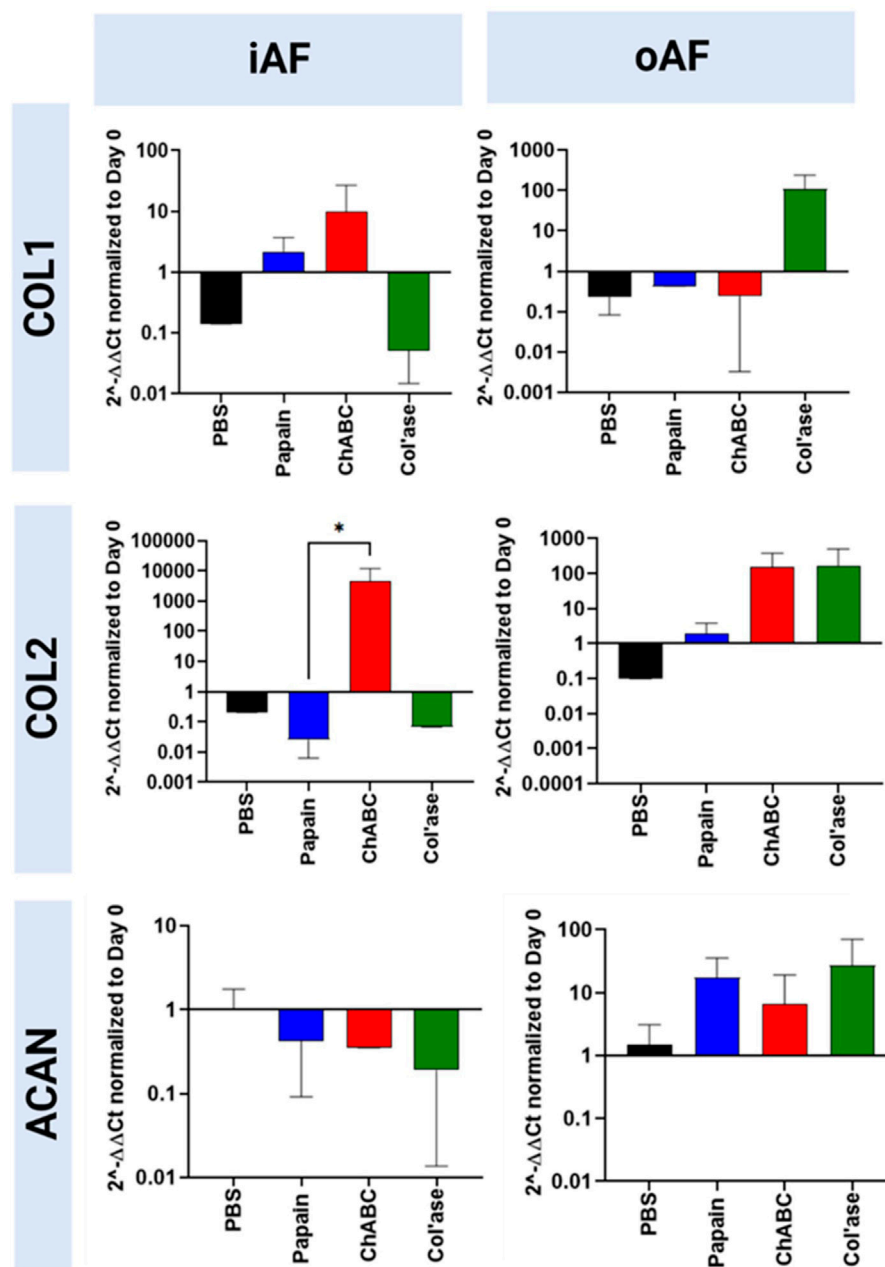 iAF
oAF
COL1
2^-ΔΔCt normalized to Day 0
100
10
1
0.1
0.01
PBS
Papain
ChABC
Col'ase
2^-ΔΔCt normalized to Day 0
1000
100
10
1
0.1
0.01
0.001
PBS
Papain
ChABC
Col'ase
COL2
2^-ΔΔCt normalized to Day 0
100000
10000
1000
100
10
1
0.1
0.01
0.001
*
PBS
Papain
ChABC
Col'ase
2^-ΔΔCt normalized to Day 0
1000
100
10
1
0.1
0.01
0.001
0.0001
PBS
Papain
ChABC
Col'ase
ACAN
2^-ΔΔCt normalized to Day 0
10
1
0.1
0.01
PBS
Papain
ChABC
Col'ase
2^-ΔΔCt normalized to Day 0
100
10
1
0.1
0.01
PBS
Papain
ChABC
Col'ase